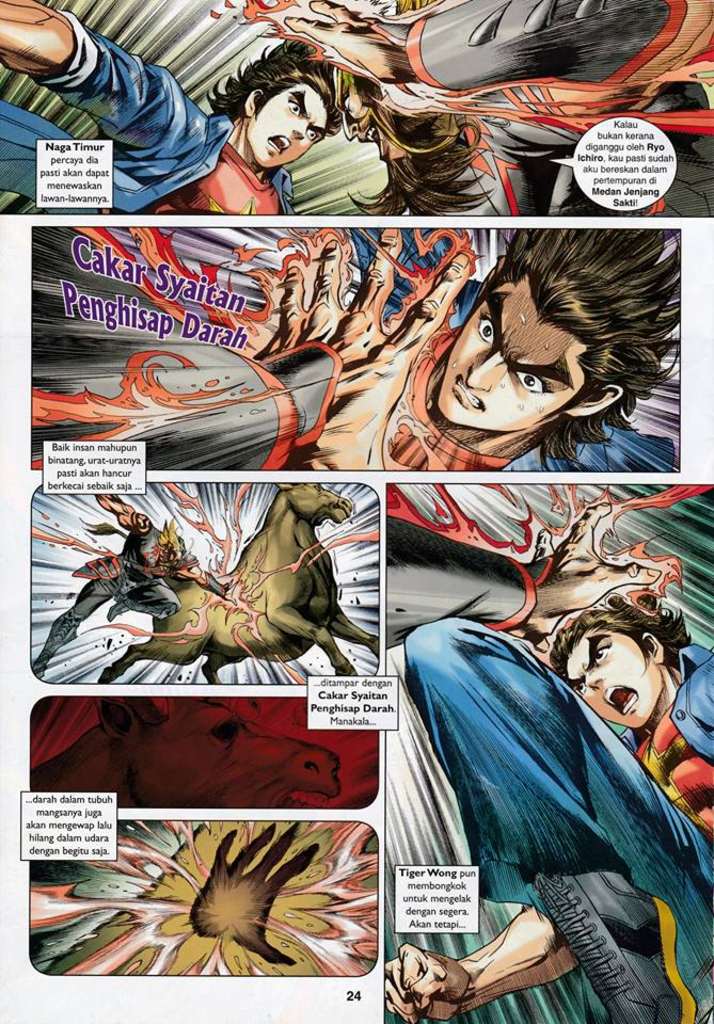 Naga Timur
percaya dia
pasti akan dapat
menewaskan
lawan-lawannya.
Kalau
bukan kerana
diganggu oleh Ryo
Ichiro, kau pasti sudah
aku bereskan dalam
pertempuran di
Medan Jenjang
Sakti!
Cakar Syaitan
Penghisap Darah
Baik insan mahupun
binatang, urat-uratnya
pasti akan hancur
berkecai sebaik saja ...
...ditampar dengan
Cakar Syaitan
Penghisap Darah.
Manakala...
...darah dalam tubuh
mangsanya juga
akan mengewap lalu
hilang dalam udara
dengan begitu saja.
Tiger Wong pun
membongkok
untuk mengelak
dengan segera.
Akan tetapi...
24